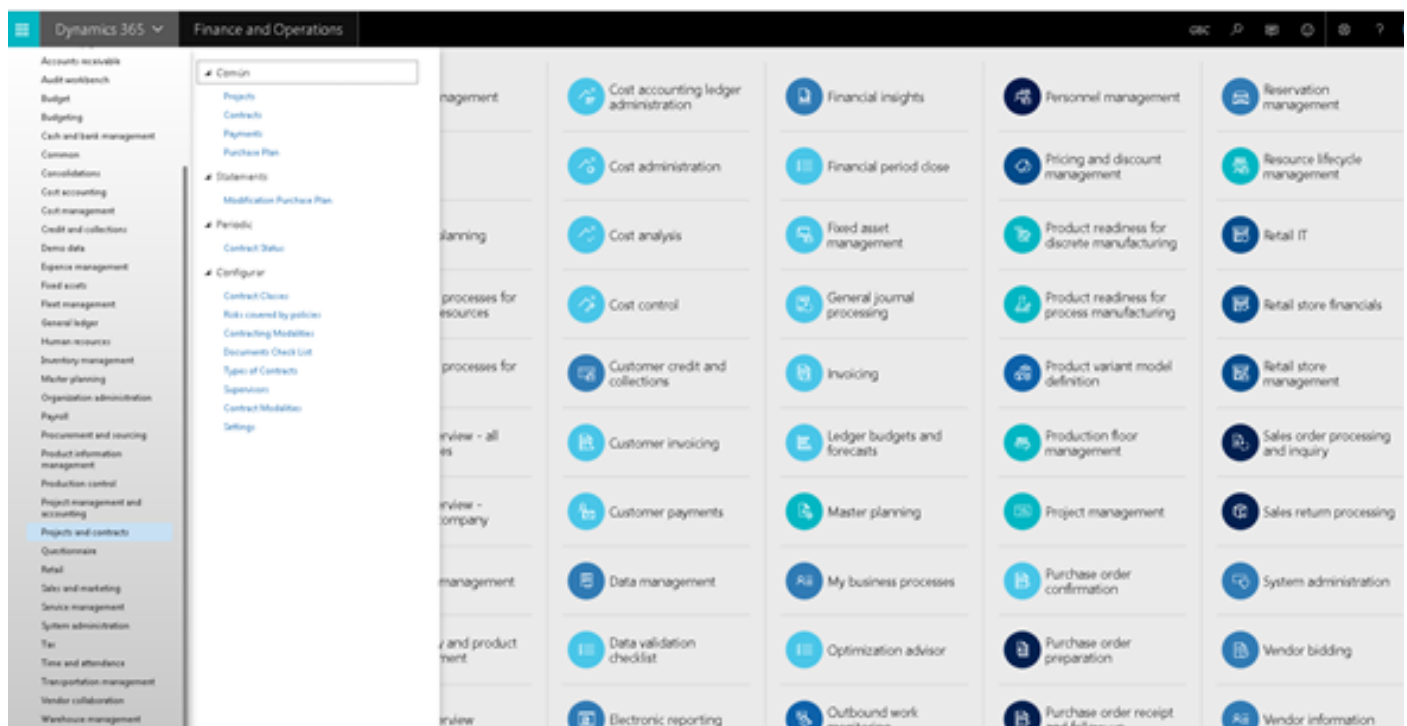 Dynamics 365
Finance and Operations
GBC
?
Accounts receivable
Audit workbench
Budget
Budgeting
Cash and bank management
Common
Consolidations
Cost accounting
Cost management
Credit and collections
Demo data
Expense management
Fixed assets
Fleet management
General ledger
Human resources
Inventory management
Master planning
Organization administration
Payroll
Procurement and sourcing
Product information
management
Production control
Project management and
accounting
Projects and contracts
Questionnaire
Retail
Sales and marketing
Service management
System administration
Tax
Time and attendance
Transportation management
Vendor collaboration
Warehouse management
Común
Projects
Contracts
Payments
Purchase Plan
Statements
Modification Purchase Plan
Periodic
Contract Status
Configurar
Contract Classes
Risks covered by policies
Contracting Modalities
Documents Check List
Types of Contracts
Supervisors
Contract Modalities
Settings
nagement
lanning
processes for
esources
processes for
rview - all
es
rview -
ompany
management
y and product
ment
rview
Cost accounting ledger
administration
Cost administration
Cost analysis
Cost control
Customer credit and
collections
Customer invoicing
Customer payments
Data management
Data validation
checklist
Electronic reporting
Financial insights
Financial period close
Fixed asset
management
General journal
processing
Invoicing
Ledger budgets and
forecasts
Master planning
My business processes
Optimization advisor
Outbound work
monitoring
Personnel management
Pricing and discount
management
Product readiness for
discrete manufacturing
Product readiness for
process manufacturing
Product variant model
definition
Production floor
management
Project management
Purchase order
confirmation
Purchase order
preparation
Purchase order receipt
and followup
Reservation
management
Resource lifecycle
management
Retail IT
Retail store financials
Retail store
management
Sales order processing
and inquiry
Sales return processing
System administration
Vendor bidding
Vendor information